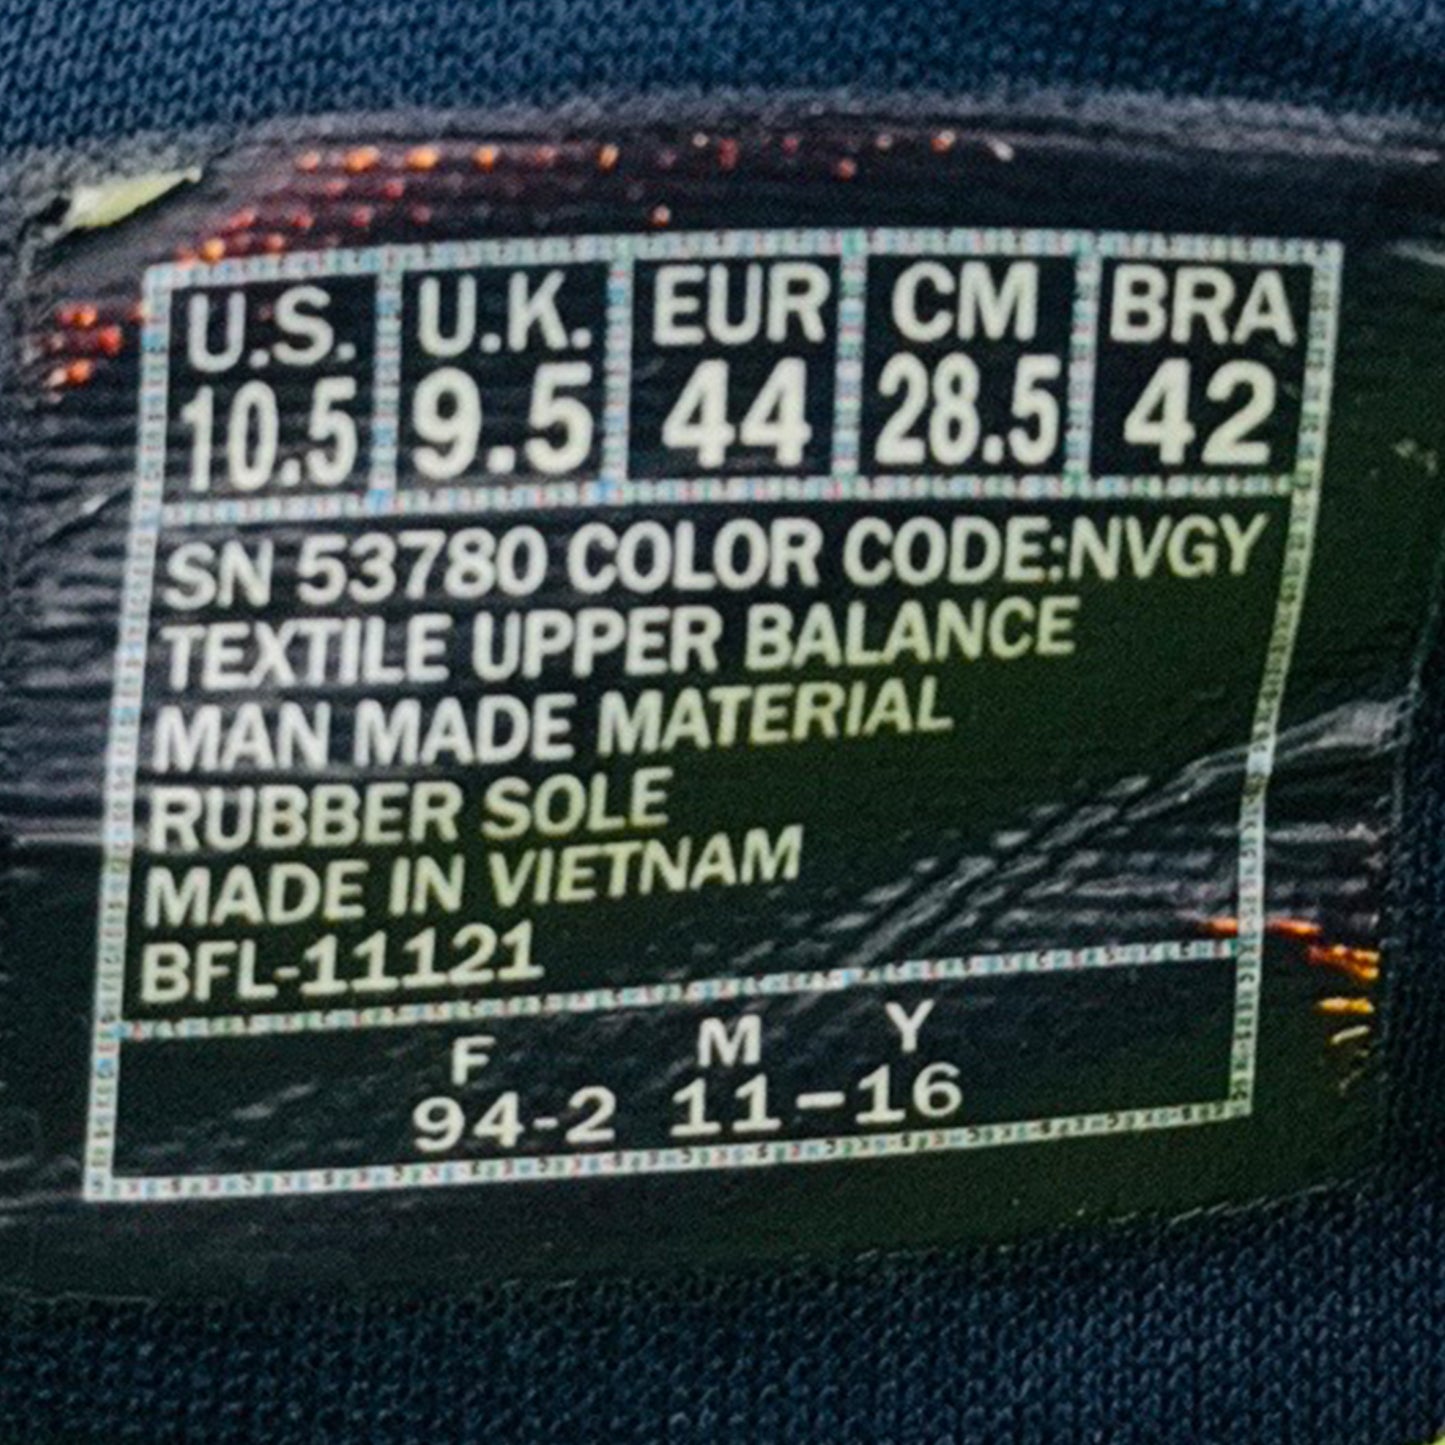 U.S. U.K. EUR CM BRA
10.5 9.5 44 28.5 42
SN 53780 COLOR CODE:NVGY
TEXTILE UPPER BALANCE
MAN MADE MATERIAL
RUBBER SOLE
MADE IN VIETNAM
BFL-11121
F M Y
94-2 11-16